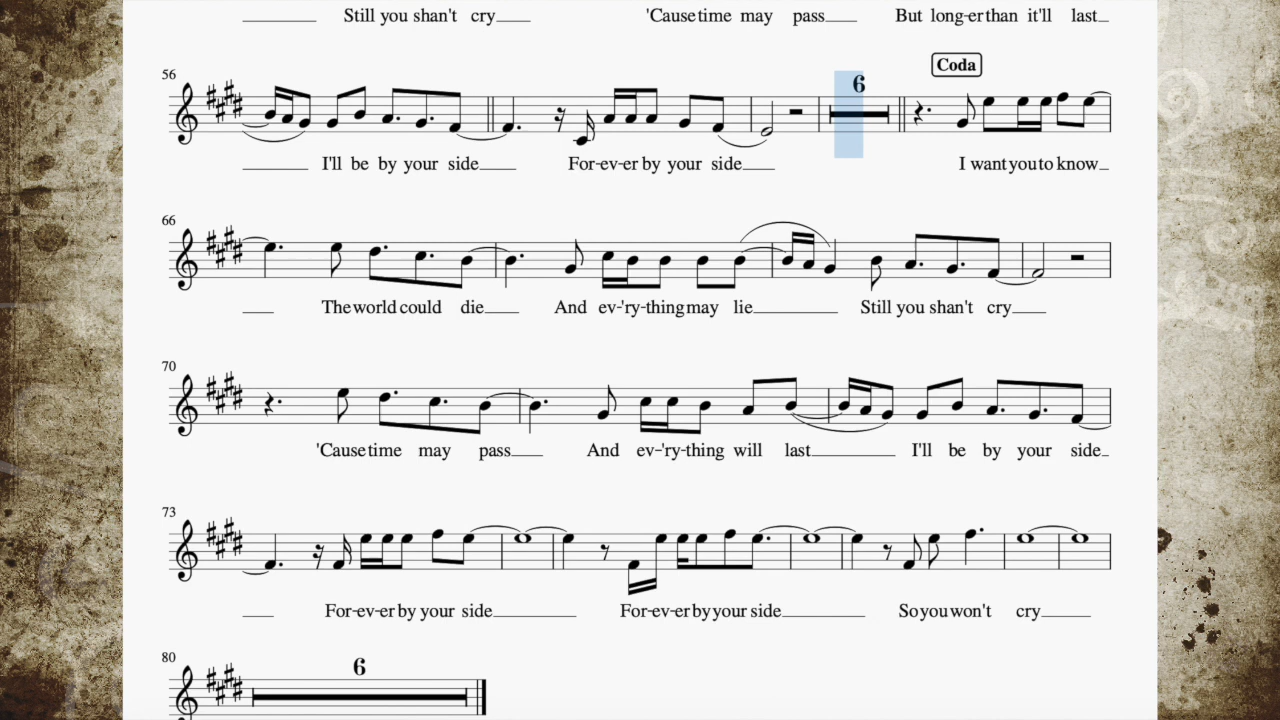 Still you shan't cry 'Cause time may pass But long-er than it'll last
56 6 Coda
I'll be by your side For-ev-er by your side I want you to know
66
The world could die And ev-'ry-thing may lie Still you shan't cry
70
'Cause time may pass And ev-'ry-thing will last I'll be by your side
73
For-ev-er by your side For-ev-er by your side So you won't cry
80 6